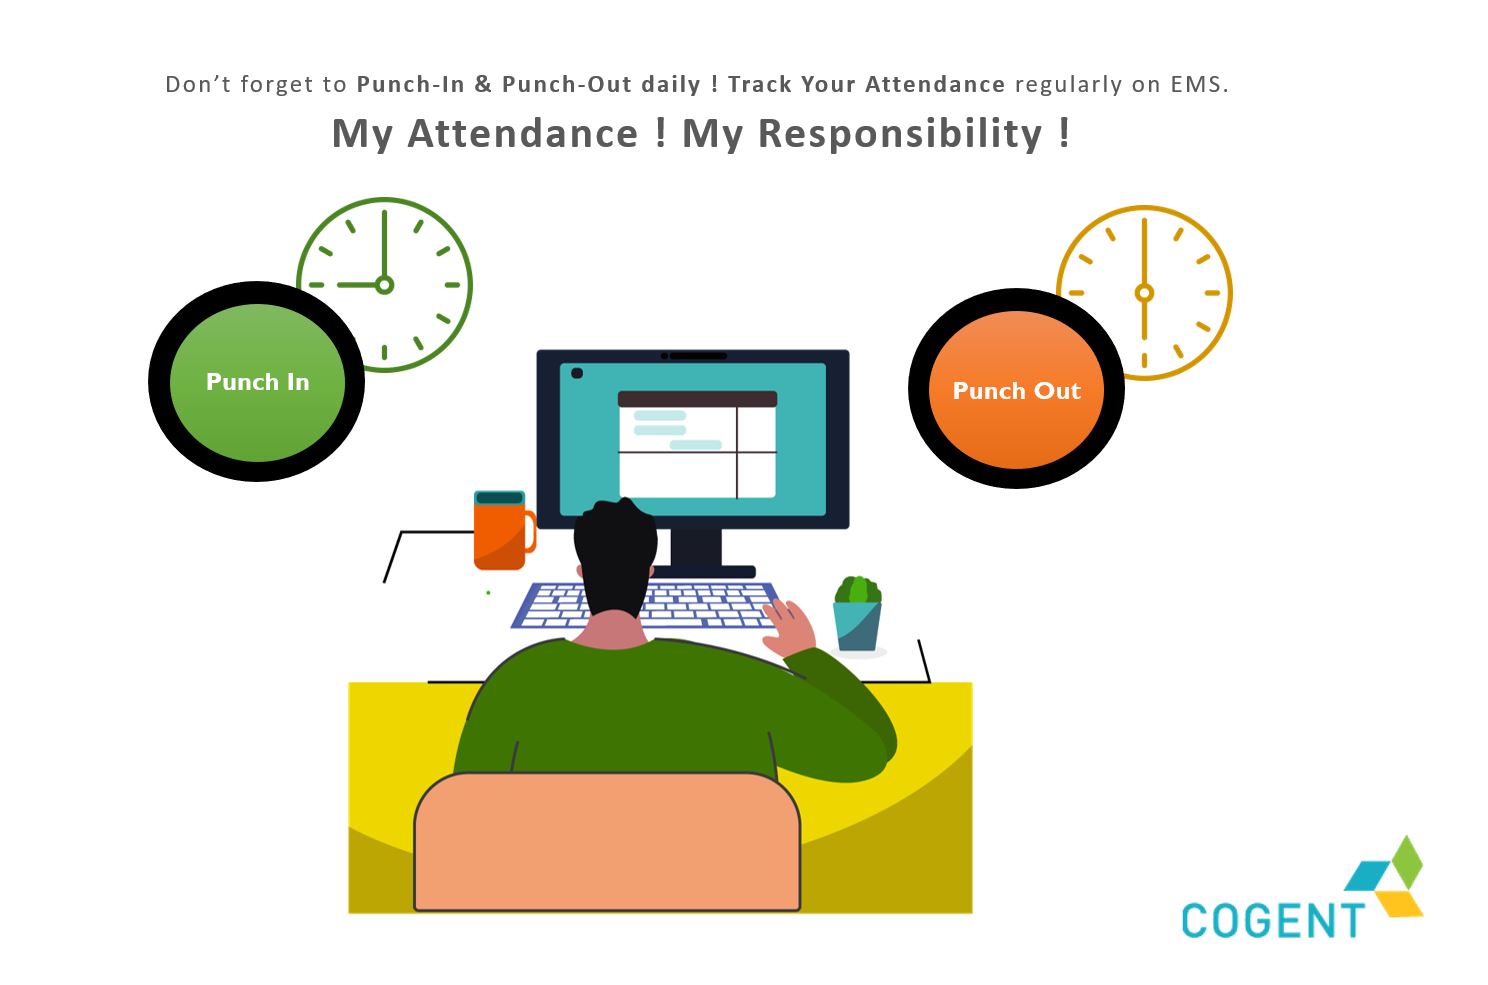 Don’t forget to Punch-In & Punch-Out daily ! Track Your Attendance regularly on EMS.
My Attendance ! My Responsibility !
Punch In
Punch Out
COGENT